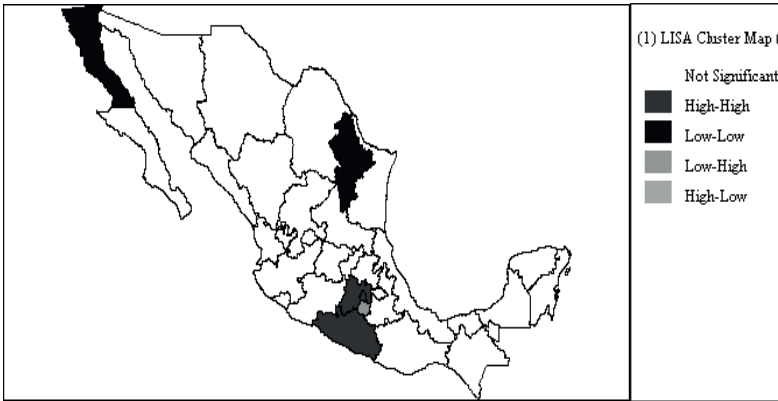 (1) LISA Cluster Map (
Not Significant
High-High
Low-Low
Low-High
High-Low